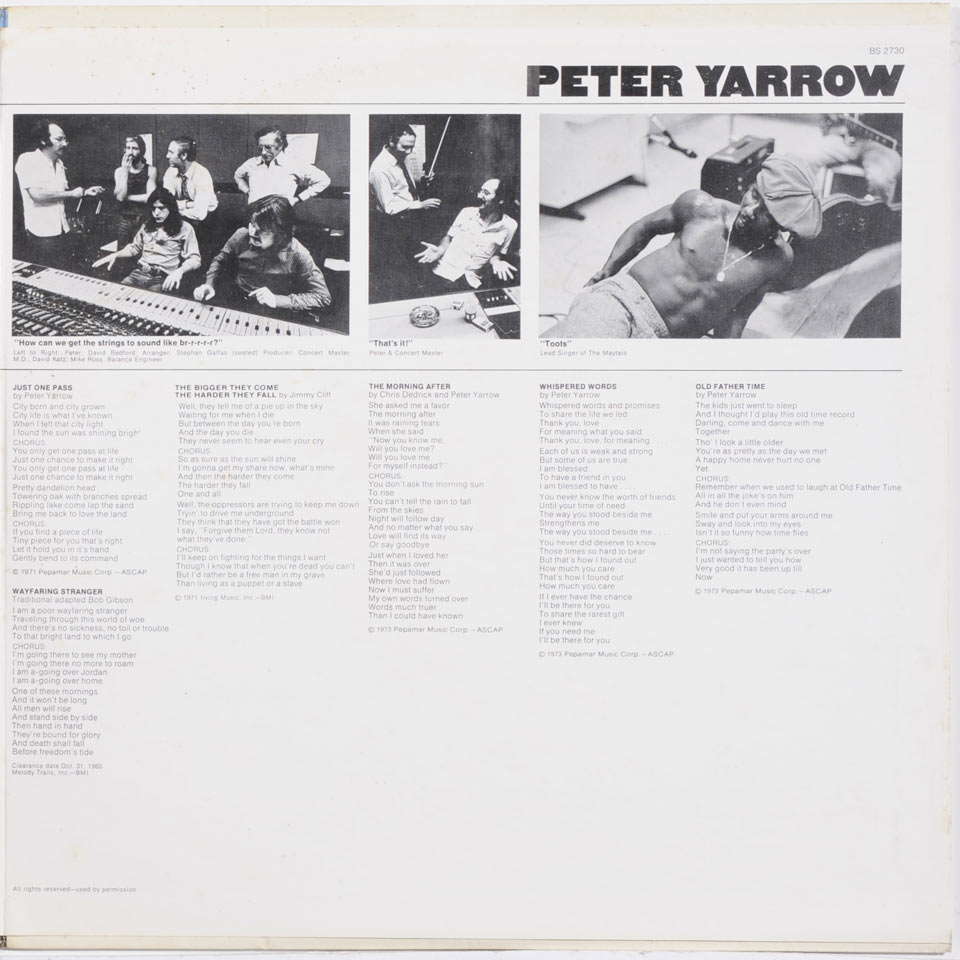 BS 2730
PETER YARROW
"How can we get the strings to sound like br-r-r-r-r?"
Left to Right: Peter; David Bedford Arranger, Stephan Galfas (seated) Producer, Concert Master
M.D., David Katz; Mike Ross, Balance Engineer
"That's it!"
Peter & Concert Master
"Toots"
Lead Singer of The Maytals
JUST ONE PASS
by Peter Yarrow
City born and city grown
City life is what I've known
When I felt that city light
I found the sun was shining brigh'
CHORUS:
You only get one pass at life
Just one chance to make it right
You only get one pass at life
Just one chance to make it right
Pretty dandelion head
Towering oak with branches spread
Rippling lake come lap the sand
Bring me back to love the land
CHORUS:
If you find a piece of life
Tiny piece for you that's right
Let it hold you in it's hand
Gently bend to its command
© 1971 Pepamar Music Corp. – ASCAP
WAYFARING STRANGER
Traditional adapted Bob Gibson
I am a poor wayfaring stranger
Traveling through this world of woe
And there's no sickness, no toil or trouble
To that bright land to which I go
CHORUS:
I'm going there to see my mother
I'm going there no more to roam
I am a-going over Jordan
I am a-going over home
One of these mornings
And it won't be long
All men will rise
And stand side by side
Then hand in hand
They're bound for glory
And death shall fall
Before freedom's tide
Clearance date Oct. 31, 1960
Melody Trails, Inc.–BMI
THE BIGGER THEY COME
THE HARDER THEY FALL by Jimmy Cliff
Well, they tell me of a pie up in the sky
Waiting for me when I die
But between the day you're born
And the day you die
They never seem to hear even your cry
CHORUS:
So as sure as the sun will shine
I'm gonna get my share now, what's mine
And then the harder they come
The harder they fall
One and all
Well, the oppressors are trying to keep me down
Tryin' to drive me underground
They think that they have got the battle won
I say, "Forgive them Lord, they know not
what they've done."
CHORUS:
I'll keep on fighting for the things I want
Though I know that when you're dead you can't
But I'd rather be a free man in my grave
Than living as a puppet or a slave
© 1971 Irving Music, Inc.–BMI
THE MORNING AFTER
by Chris Dedrick and Peter Yarrow
She asked me a favor
The morning after
It was raining tears
When she said
"Now you know me,
Will you love me?
Will you love me
For myself instead?"
CHORUS:
You don't ask the morning sun
To rise
You can't tell the rain to fall
From the skies
Night will follow day
And no matter what you say
Love will find its way
Or say goodbye
Just when I loved her
Then it was over
She'd just followed
Where love had flown
Now I must suffer
My own words turned over
Words much truer
Than I could have known
© 1973 Pepamar Music Corp. – ASCAP
WHISPERED WORDS
by Peter Yarrow
Whispered words and promises
To share the life we led
Thank you, love
For meaning what you said
Thank you, love, for meaning . . . .
Each of us is weak and strong
But some of us are true
I am blessed
To have a friend in you . . . .
I am blessed to have . . . . .
You never know the worth of friends
Until your time of need
The way you stood beside me
Strengthens me
The way you stood beside me . . . .
You never did deserve to know
Those times so hard to bear
But that's how I found out
How much you care
That's how I found out
How much you care
If I ever have the chance
I'll be there for you
To share the rarest gift
I ever knew
If you need me
I'll be there for you
© 1973 Pepamar Music Corp. – ASCAP
OLD FATHER TIME
by Peter Yarrow
The kids just went to sleep
And I thought I'd play this old time record
Darling, come and dance with me
Together
Tho' I look a little older
You're as pretty as the day we met
A happy home never hurt no one
Yet
CHORUS:
Remember when we used to laugh at Old Father Time
All in all the joke's on him
And he don't even mind
Smile and put your arms around me
Sway and look into my eyes
Isn't it so funny how time flies
CHORUS:
I'm not saying the party's over
I just wanted to tell you how
Very good it has been up till
Now
© 1973 Pepamar Music Corp. – ASCAP
All rights reserved—used by permission